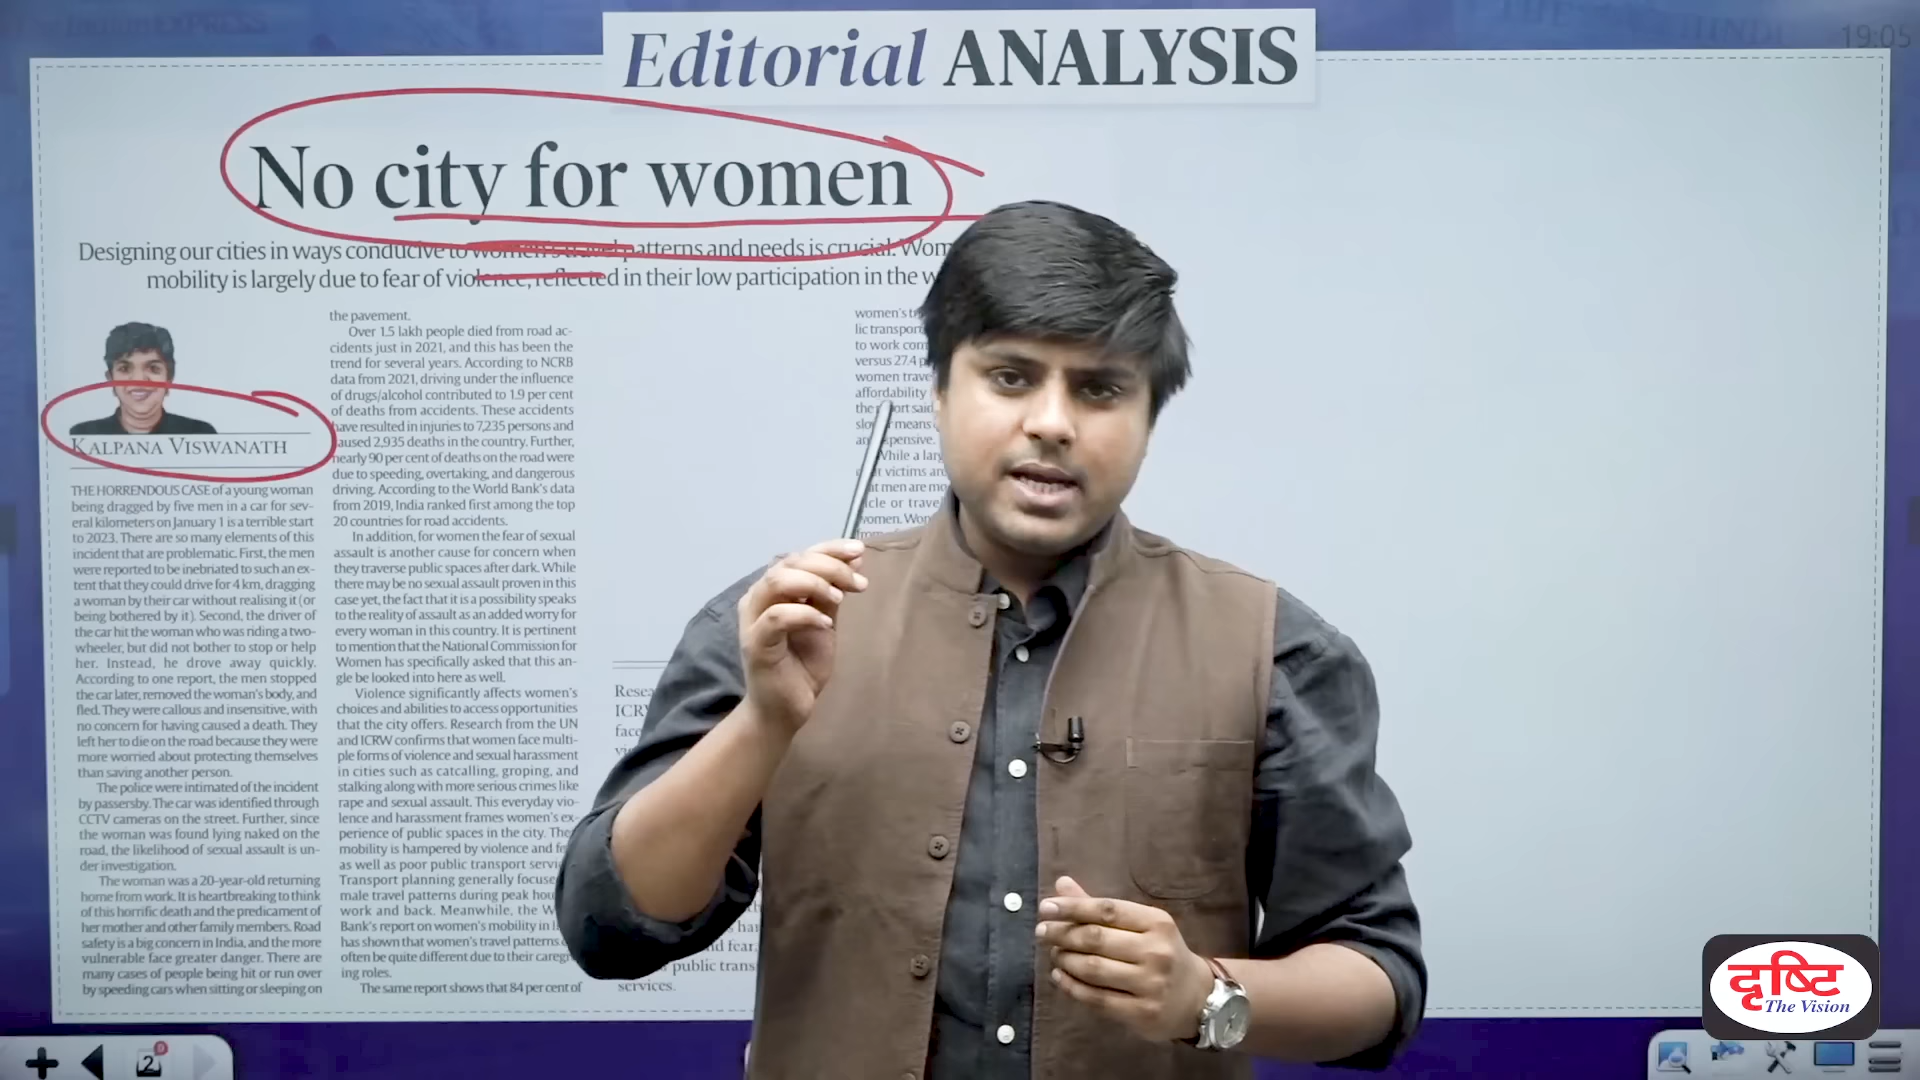 Editorial ANALYSIS
19:05
No city for women
Designing our cities in ways conducive to women's travel patterns and needs is crucial.
mobility is largely due to fear of violence, reflected in their low participation in the
KALPANA VISWANATH
THE HORRENDOUS CASE of a young woman
being dragged by five men in a car for sev-
eral kilometers on January 1 is a terrible start
to 2023. There are so many elements of this
incident that are problematic. First, the men
were reported to be inebriated to such an ex-
tent that they could drive for 4 km, dragging
a woman by their car without realising it (or
being bothered by it). Second, the driver of
the car hit the woman who was riding a two-
wheeler, but did not bother to stop or help
her. Instead, he drove away quickly.
According to one report, the men stopped
the car later, removed the woman's body, and
fled. They were callous and insensitive, with
no concern for having caused a death. They
left her to die on the road because they were
more worried about protecting themselves
than saving another person.
The police were intimated of the incident
by passersby. The car was identified through
CCTV cameras on the street. Further, since
the woman was found lying naked on the
road, the likelihood of sexual assault is un-
der investigation.
The woman was a 20-year-old returning
home from work. It is heartbreaking to think
of this horrific death and the predicament of
her mother and other family members. Road
safety is a big concern in India, and the more
vulnerable face greater danger. There are
many cases of people being hit or run over
by speeding cars when sitting or sleeping on
the pavement.
Over 1.5 lakh people died from road ac-
cidents just in 2021, and this has been the
trend for several years. According to NCRB
data from 2021, driving under the influence
of drugs/alcohol contributed to 1.9 per cent
of deaths from accidents. These accidents
have resulted in injuries to 7,235 persons and
caused 2,935 deaths in the country. Further,
nearly 90 per cent of deaths on the road were
due to speeding, overtaking, and dangerous
driving. According to the World Bank's data
from 2019, India ranked first among the top
20 countries for road accidents.
In addition, for women the fear of sexual
assault is another cause for concern when
they traverse public spaces after dark. While
there may be no sexual assault proven in this
case yet, the fact that it is a possibility speaks
to the reality of assault as an added worry for
every woman in this country. It is pertinent
to mention that the National Commission for
Women has specifically asked that this an-
gle be looked into here as well.
Violence significantly affects women's
choices and abilities to access opportunities
that the city offers. Research from the UN
and ICRW confirms that women face multi-
ple forms of violence and sexual harassment
in cities such as catcalling, groping, and
stalking along with more serious crimes like
rape and sexual assault. This everyday vio-
lence and harassment frames women's ex-
perience of public spaces in the city. The
mobility is hampered by violence and
as well as poor public transport
Transport planning generally
male travel patterns during peak
work and back. Meanwhile, the
Bank's report on women's mobility in
has shown that women's travel patterns
often be quite different due to their
ing roles.
The same report shows that 84 per cent of
public
services.
women's
lic transport
to work
versus 27.4
women
affordability
the
means
While a
victims are
men are
or
women.
दृष्टि
The Vision
2